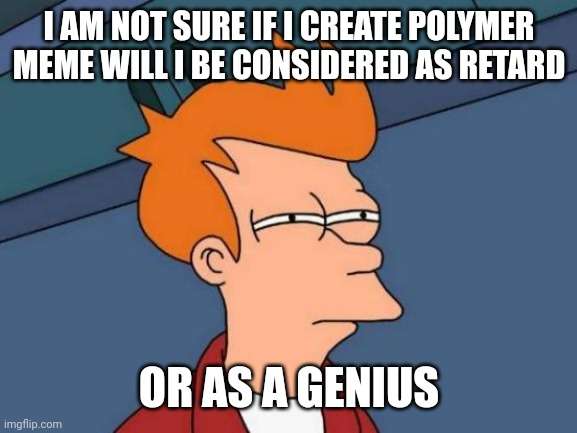 I AM NOT SURE IF I CREATE POLYMER
MEME WILL I BE CONSIDERED AS RETARD
OR AS A GENIUS
imgflip.com